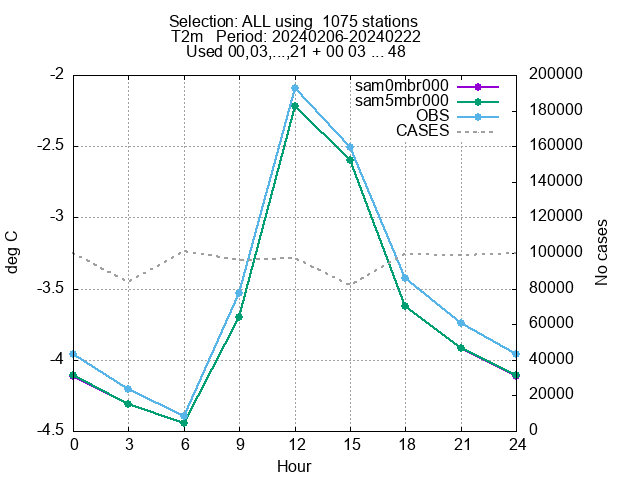 Selection: ALL using  1075 stations
T2m   Period: 20240206-20240222
Used 00,03,...,21 + 00 03 ... 48
sam0mbr000
sam5mbr000
OBS
CASES
-2
-2.5
-3
-3.5
-4
-4.5
deg C
200000
180000
160000
140000
120000
100000
80000
60000
40000
20000
0
No cases
0 3 6 9 12 15 18 21 24
Hour